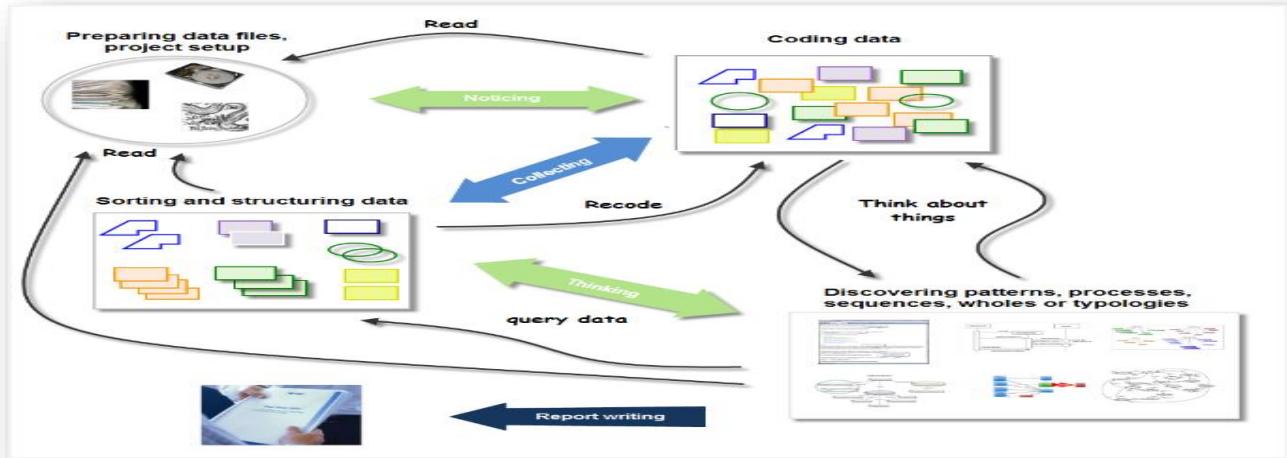 Read
Preparing data files,
project setup
Coding data
Noticing
Read
Collecting
Sorting and structuring data
Recode
Think about
things
Thinking
Discovering patterns, processes,
sequences, wholes or typologies
query data
Report writing